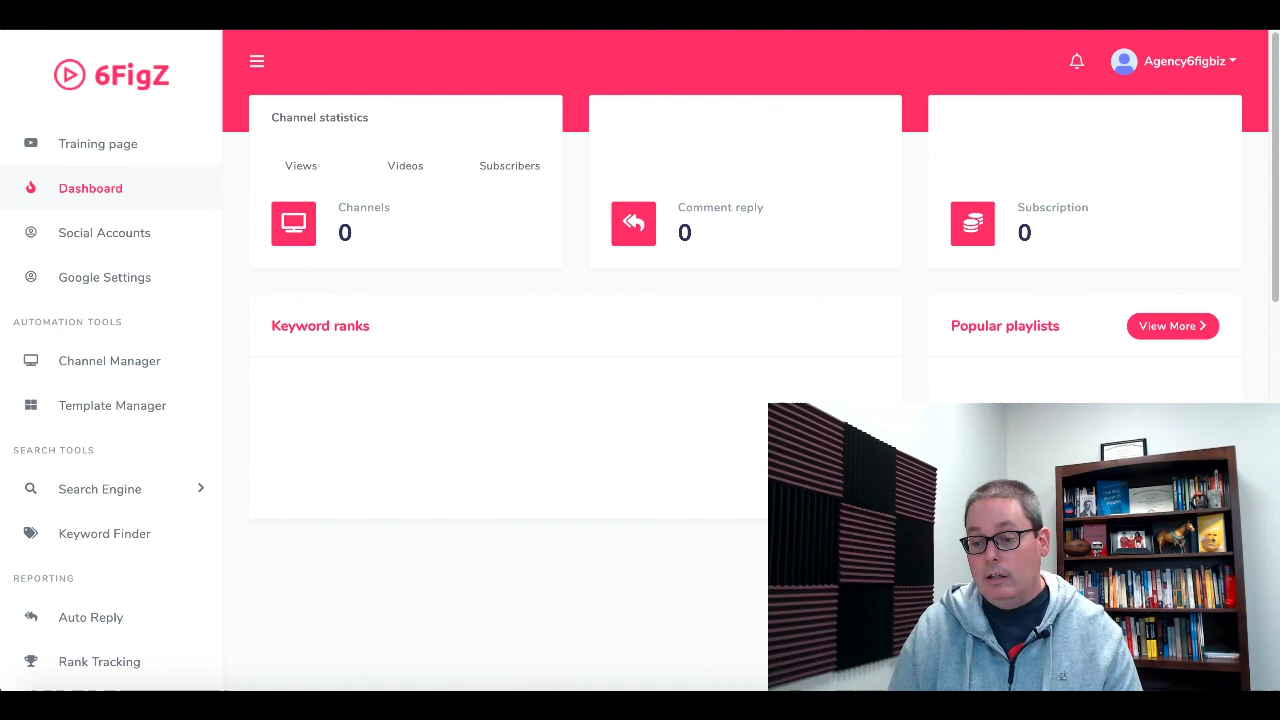 6FigZ
Agency6figbiz
Training page
Dashboard
Social Accounts
Google Settings
AUTOMATION TOOLS
Channel Manager
Template Manager
SEARCH TOOLS
Search Engine
Keyword Finder
REPORTING
Auto Reply
Rank Tracking
Channel statistics
Views Videos Subscribers
Channels
0
Comment reply
0
Subscription
0
Keyword ranks
Popular playlists
View More